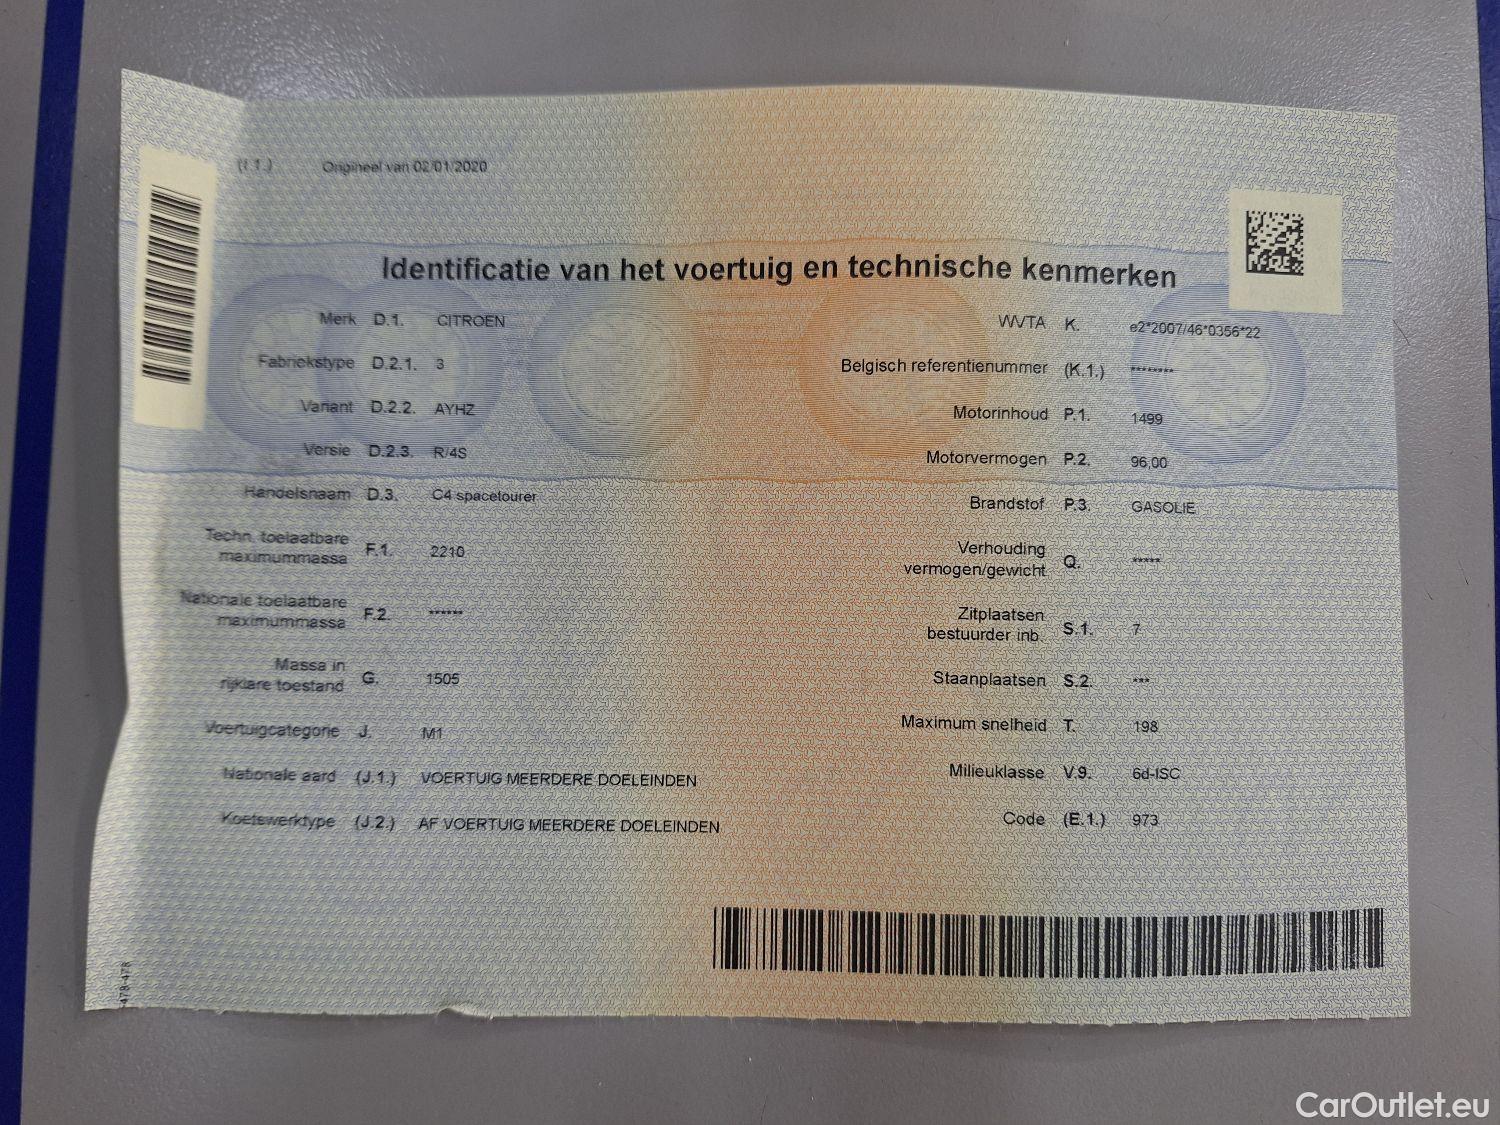 (I.1.) Origineel van 02/01/2020
Identificatie van het voertuig en technische kenmerken
Merk D.1. CITROEN
Fabriekstype D.2.1. 3
Variant D.2.2. AYHZ
Versie D.2.3. R/4S
Handelsnaam D.3. C4 spacetourer
Techn. toelaatbare
maximummassa F.1. 2210
Nationale toelaatbare
maximummassa F.2. ******
Massa in
rijklare toestand G. 1505
Voertuigcategorie J. M1
Nationale aard (J.1.) VOERTUIG MEERDERE DOELEINDEN
Koetswerktype (J.2.) AF VOERTUIG MEERDERE DOELEINDEN
WVTA K. e2*2007/46*0356*22
Belgisch referentienummer (K.1.) ********
Motorinhoud P.1. 1499
Motorvermogen P.2. 96,00
Brandstof P.3. GASOLIE
Verhouding
vermogen/gewicht Q. *****
Zitplaatsen
bestuurder inb. S.1. 7
Staanplaatsen S.2. ***
Maximum snelheid T. 198
Milieuklasse V.9. 6d-ISC
Code (E.1.) 973
-478-478
CarOutlet.eu